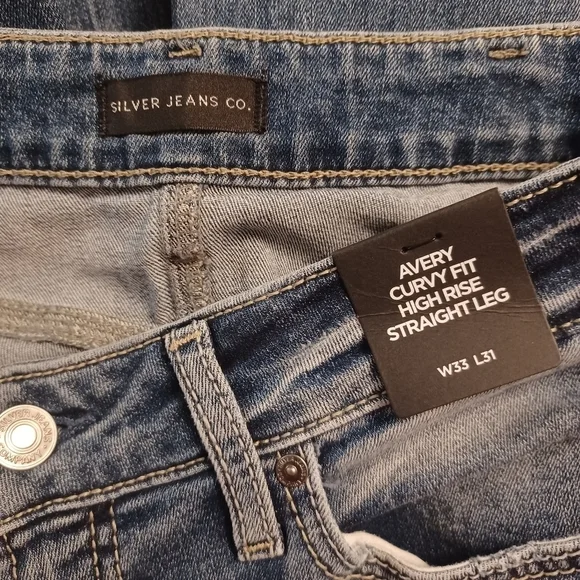 SILVER JEANS CO.
AVERY
CURVY FIT
HIGH RISE
STRAIGHT LEG
W33 L31